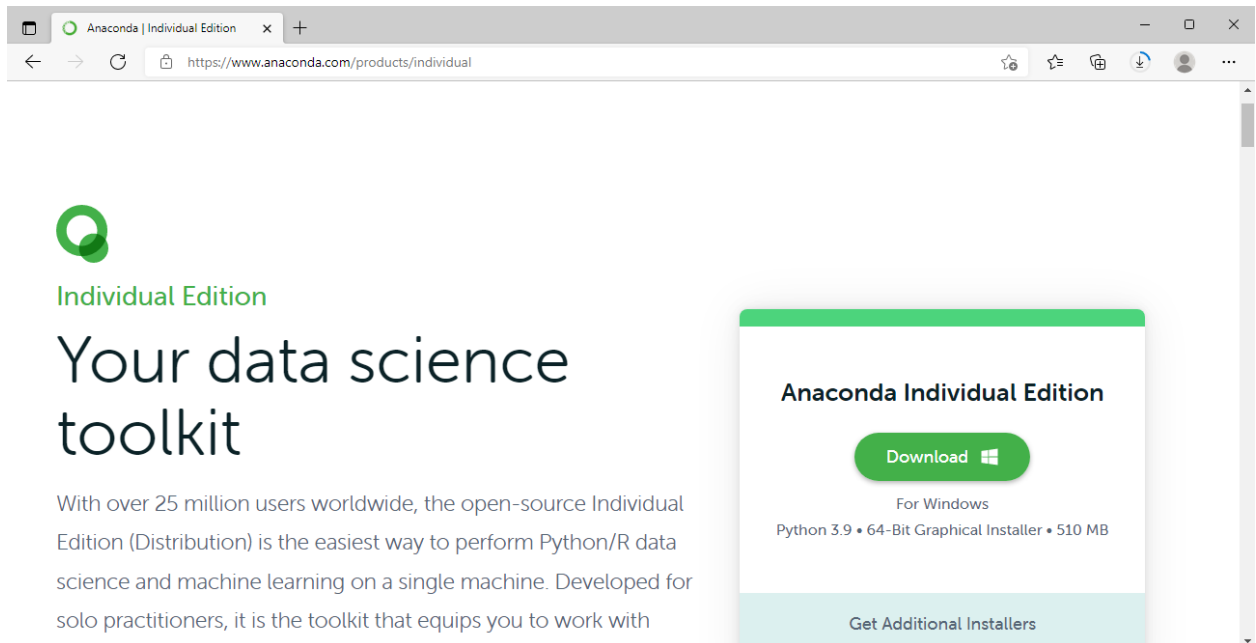 Anaconda | Individual Edition
https://www.anaconda.com/products/individual
Individual Edition
Your data science
toolkit
With over 25 million users worldwide, the open-source Individual
Edition (Distribution) is the easiest way to perform Python/R data
science and machine learning on a single machine. Developed for
solo practitioners, it is the toolkit that equips you to work with
Anaconda Individual Edition
Download
For Windows
Python 3.9 • 64-Bit Graphical Installer • 510 MB
Get Additional Installers